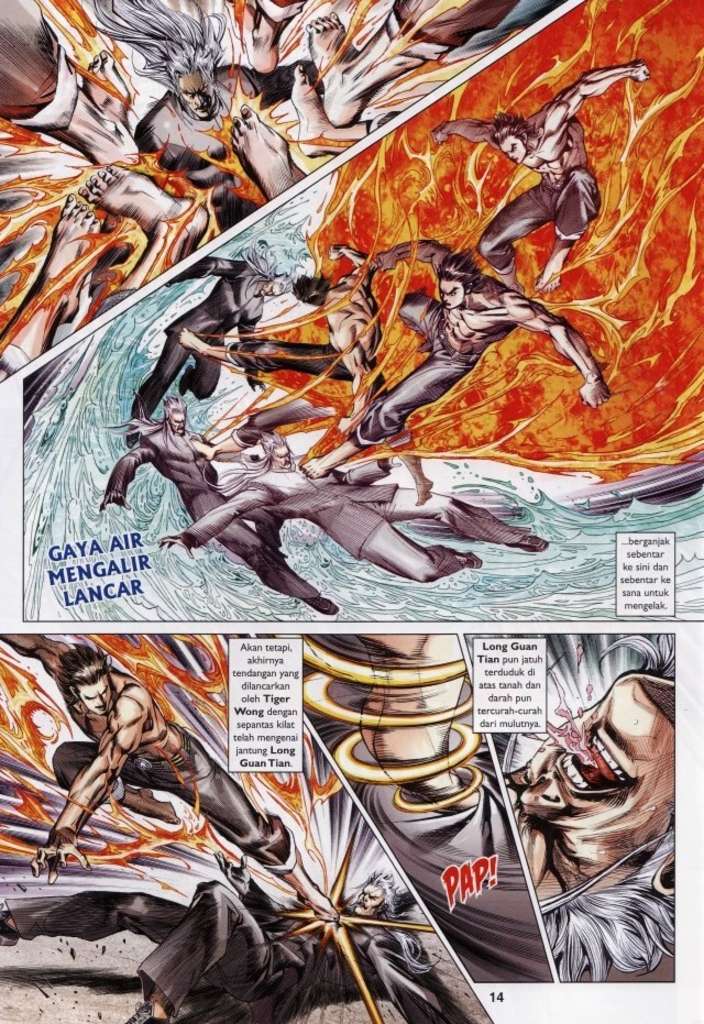 GAYA AIR
MENGALIR
LANCAR
...berganjak
sebentar
ke sini dan
sebentar ke
sana untuk
mengelak.
Akan tetapi,
akhirnya
tendangan yang
dilancarkan
oleh Tiger
Wong dengan
sepantas kilat
telah mengenai
jantung Long
Guan Tian.
Long Guan
Tian pun jatuh
terduduk di
atas tanah dan
darah pun
tercurah-curah
dari mulutnya.
PAP!
14